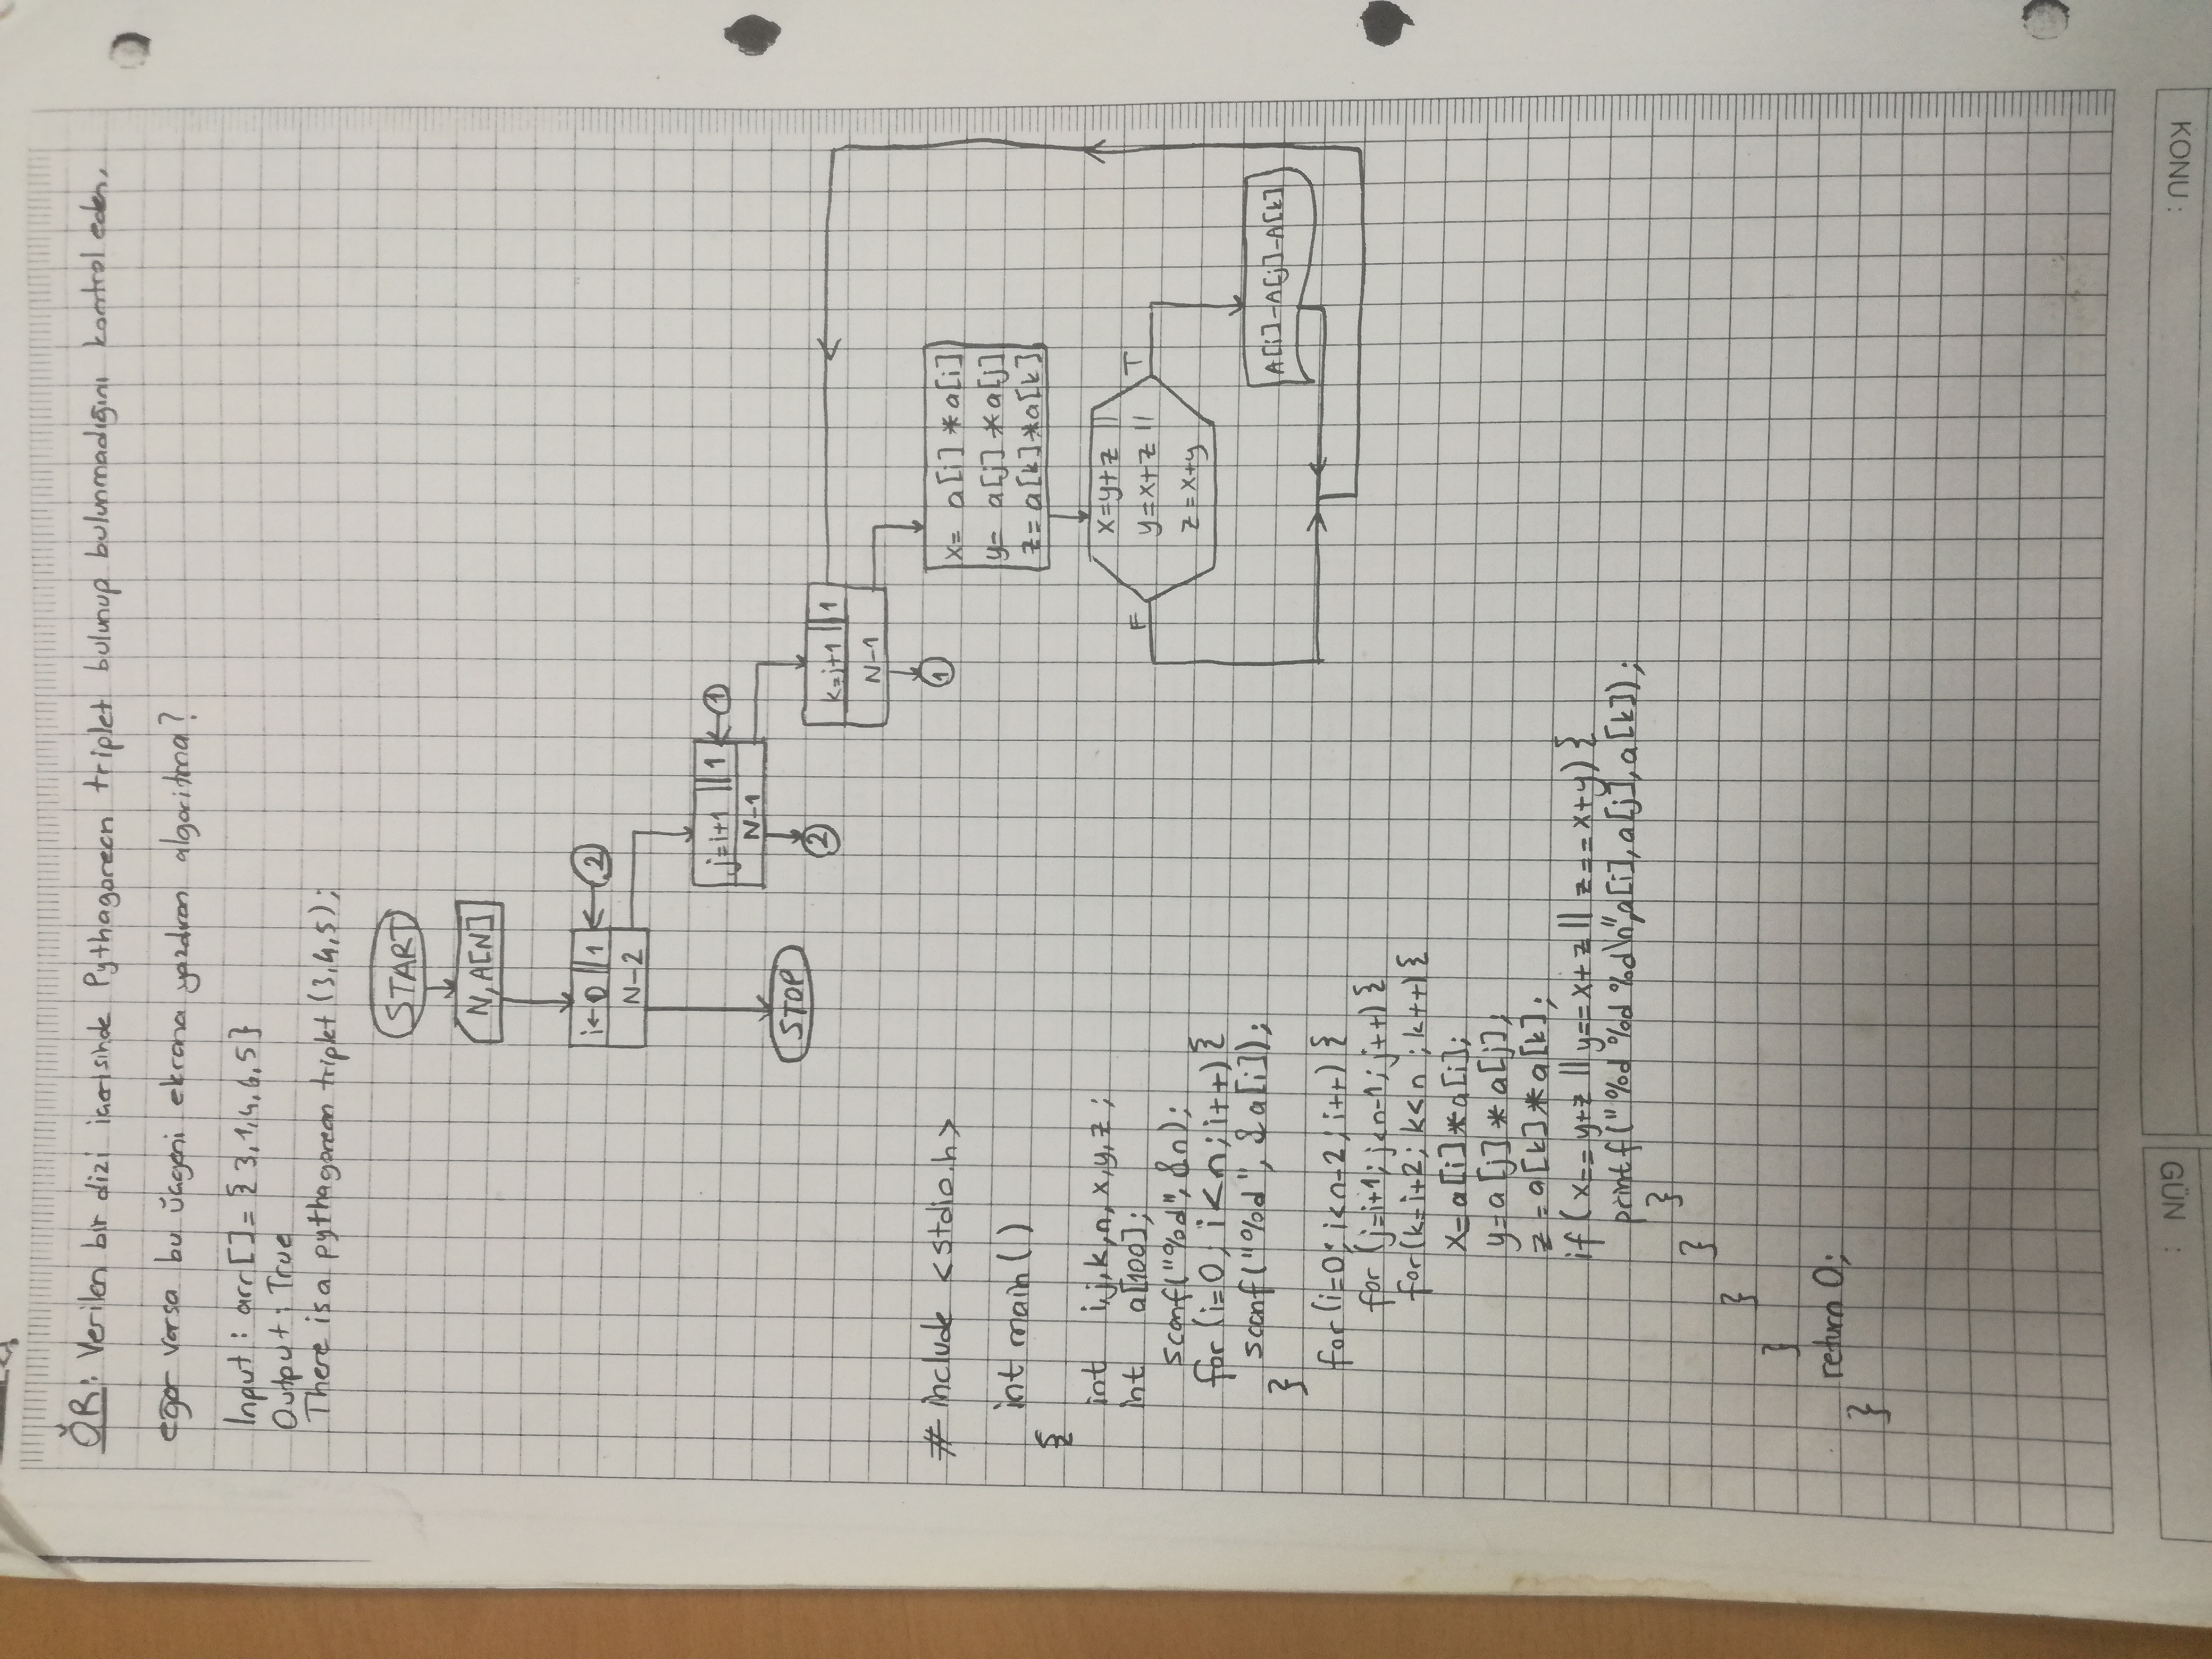 ÖR: Verilen bir dizi içerisinde Pythagorean triplet bulunup bulunmadığını kontrol eden,
eğer varsa bu üçgeni ekrana yazdıran algoritma?
Input : arr[] = { 3,1,4,6,5}
Output : True
There is a pythagorean triplet (3,4,5);
START
N, A[N]
i← 0 || 1
2
N-2
j=i+1 || 1
1
N-1
STOP
2
k=j+1 || 1
N-1
1
x= a[i] *a[i]
y= a[j] *a[j]
z= a[k]*a[k]
x=y+z ||
y=x+z ||
z=x+y
F
T
A[i]-A[j]-A[k]
# include <stdio.h>
int main()
{
int i,j,k,n,x,y,z;
int a[100];
scanf("%d", &n);
for (i=0; i<n; i++){
scanf("%d", &a[i]);
}
for(i=0; i<n-2; i++) {
for (j=i+1; j<n-1; j++){
for(k=i+2; k<n ; k++){
x=a[i]*a[i];
y=a[j]*a[j];
z=a[k]*a[k];
if( x== y+z || y==x+z || z==x+y){
printf("%d %d %d\n",a[i],a[j],a[k]);
}
}
}
}
return 0;
}
GÜN :
KONU :